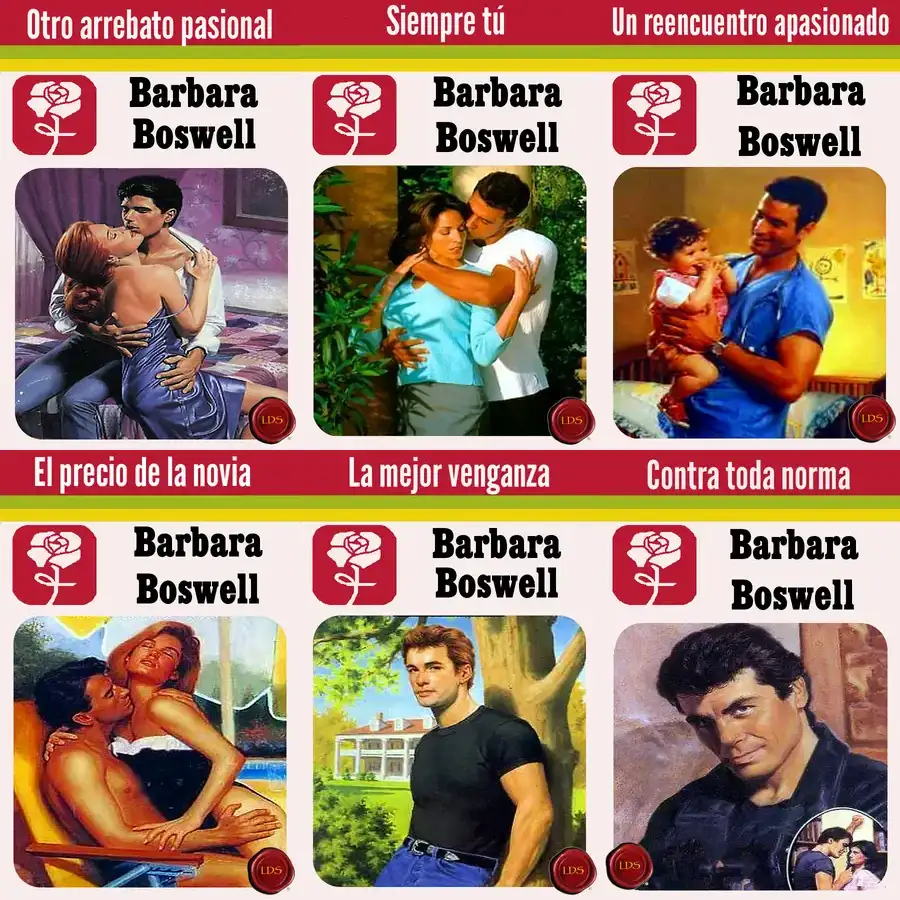 Otro arrebato pasional
Siempre tú
Un reencuentro apasionado
Barbara
Boswell
Barbara
Boswell
Barbara
Boswell
LDS
LDS
LDS
El precio de la novia
La mejor venganza
Contra toda norma
Barbara
Boswell
Barbara
Boswell
Barbara
Boswell
LDS
LDS
LDS